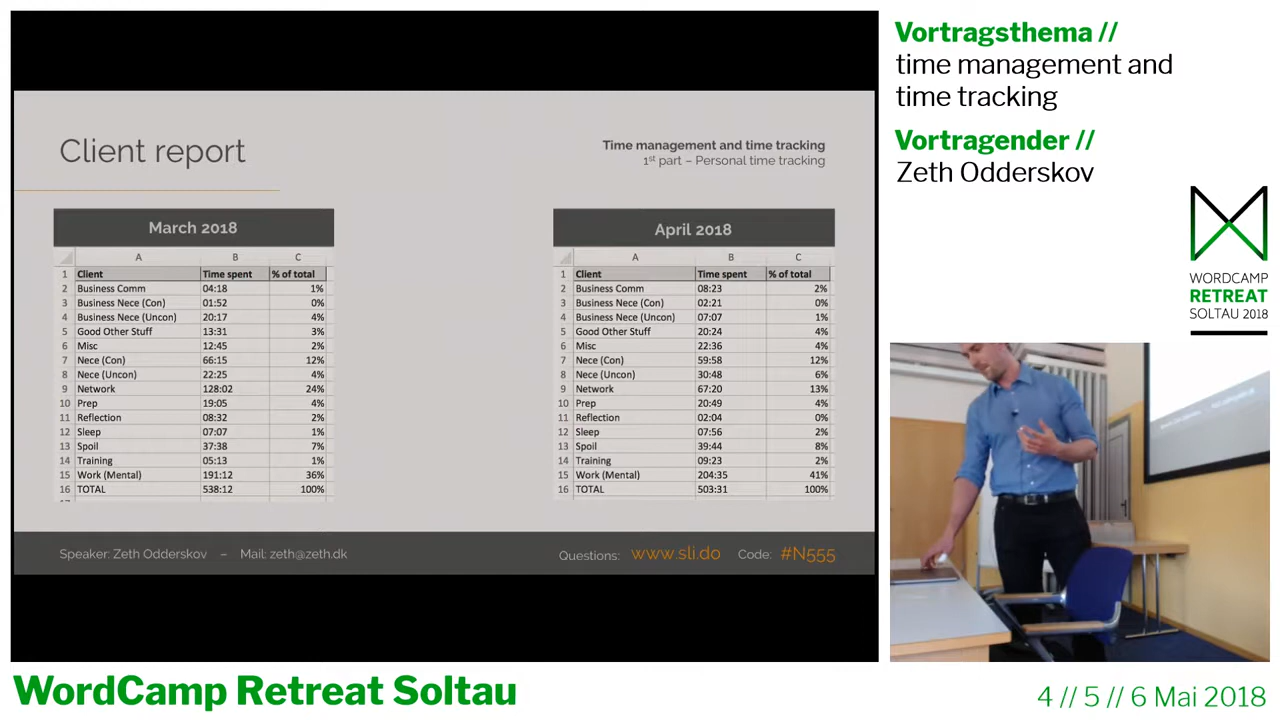 Client report
Time management and time tracking
1st part – Personal time tracking
March 2018
A B C
1 Client Time spent % of total
2 Business Comm 04:18 1%
3 Business Nece (Con) 01:52 0%
4 Business Nece (Uncon) 20:17 4%
5 Good Other Stuff 13:31 3%
6 Misc 12:45 2%
7 Nece (Con) 66:15 12%
8 Nece (Uncon) 22:25 4%
9 Network 128:02 24%
10 Prep 19:05 4%
11 Reflection 08:32 2%
12 Sleep 07:07 1%
13 Spoil 37:38 7%
14 Training 05:13 1%
15 Work (Mental) 191:12 36%
16 TOTAL 538:12 100%
April 2018
A B C
1 Client Time spent % of total
2 Business Comm 08:23 2%
3 Business Nece (Con) 02:21 0%
4 Business Nece (Uncon) 07:07 1%
5 Good Other Stuff 20:24 4%
6 Misc 22:36 4%
7 Nece (Con) 59:58 12%
8 Nece (Uncon) 30:48 6%
9 Network 67:20 13%
10 Prep 20:49 4%
11 Reflection 02:04 0%
12 Sleep 07:56 2%
13 Spoil 39:44 8%
14 Training 09:23 2%
15 Work (Mental) 204:35 41%
16 TOTAL 503:31 100%
Speaker: Zeth Odderskov – Mail: zeth@zeth.dk
Questions: www.sli.do Code: #N555
Vortragsthema //
time management and
time tracking
Vortragender //
Zeth Odderskov
WORDCAMP
RETREAT
SOLTAU 2018
WordCamp Retreat Soltau
4 // 5 // 6 Mai 2018